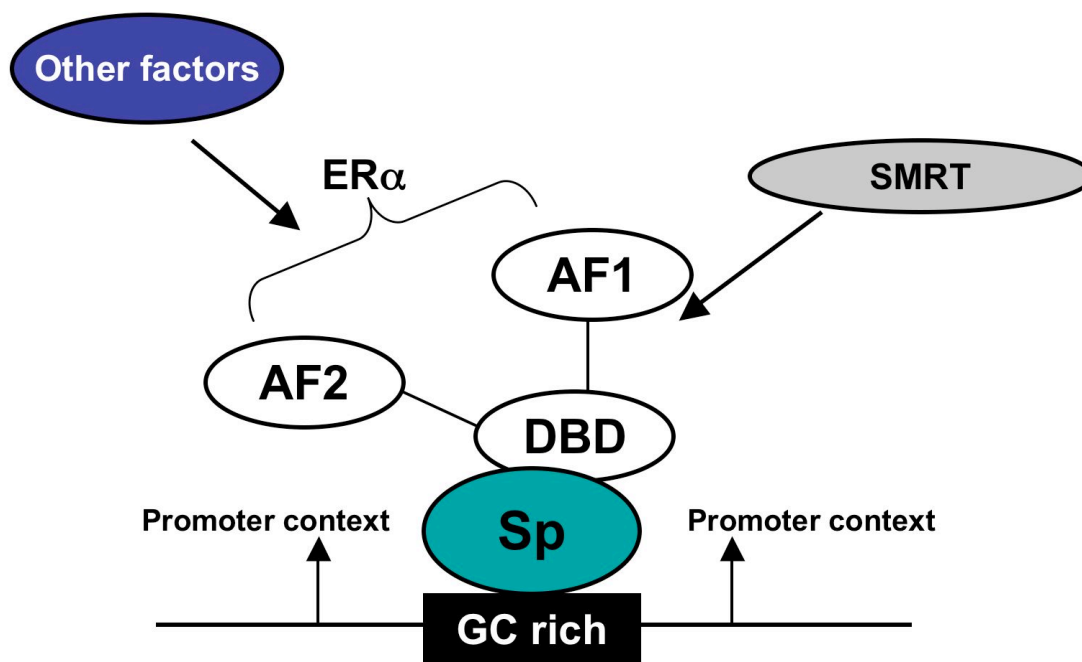 Other factors
ERα
SMRT
AF1
AF2
DBD
Promoter context
Sp
Promoter context
GC rich